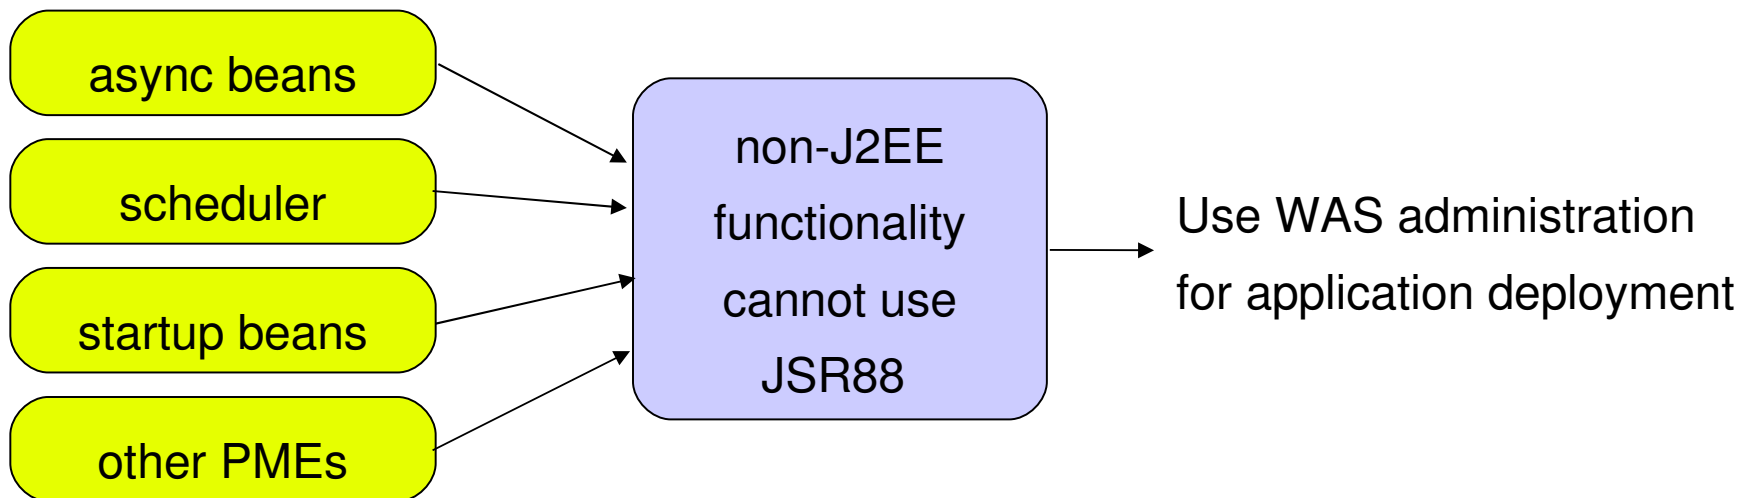 async beans
scheduler
startup beans
other PMEs
non-J2EE
functionality
cannot use
JSR88
Use WAS administration
for application deployment